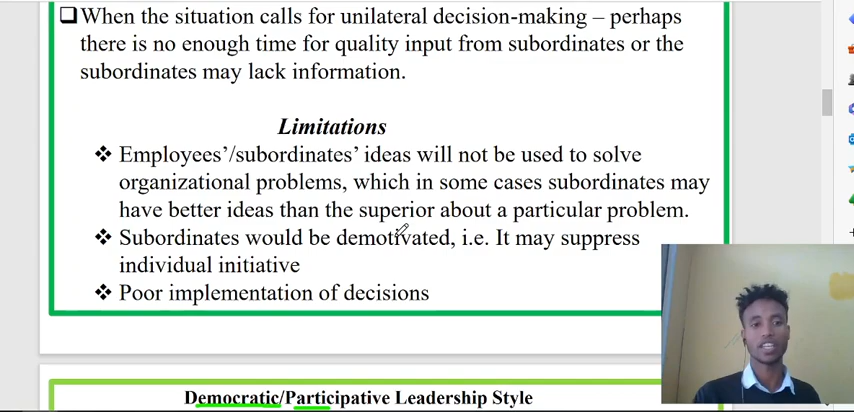 When the situation calls for unilateral decision-making – perhaps
there is no enough time for quality input from subordinates or the
subordinates may lack information.
Limitations
Employees'/subordinates' ideas will not be used to solve
organizational problems, which in some cases subordinates may
have better ideas than the superior about a particular problem.
Subordinates would be demotivated, i.e. It may suppress
individual initiative
Poor implementation of decisions
Democratic/Participative Leadership Style